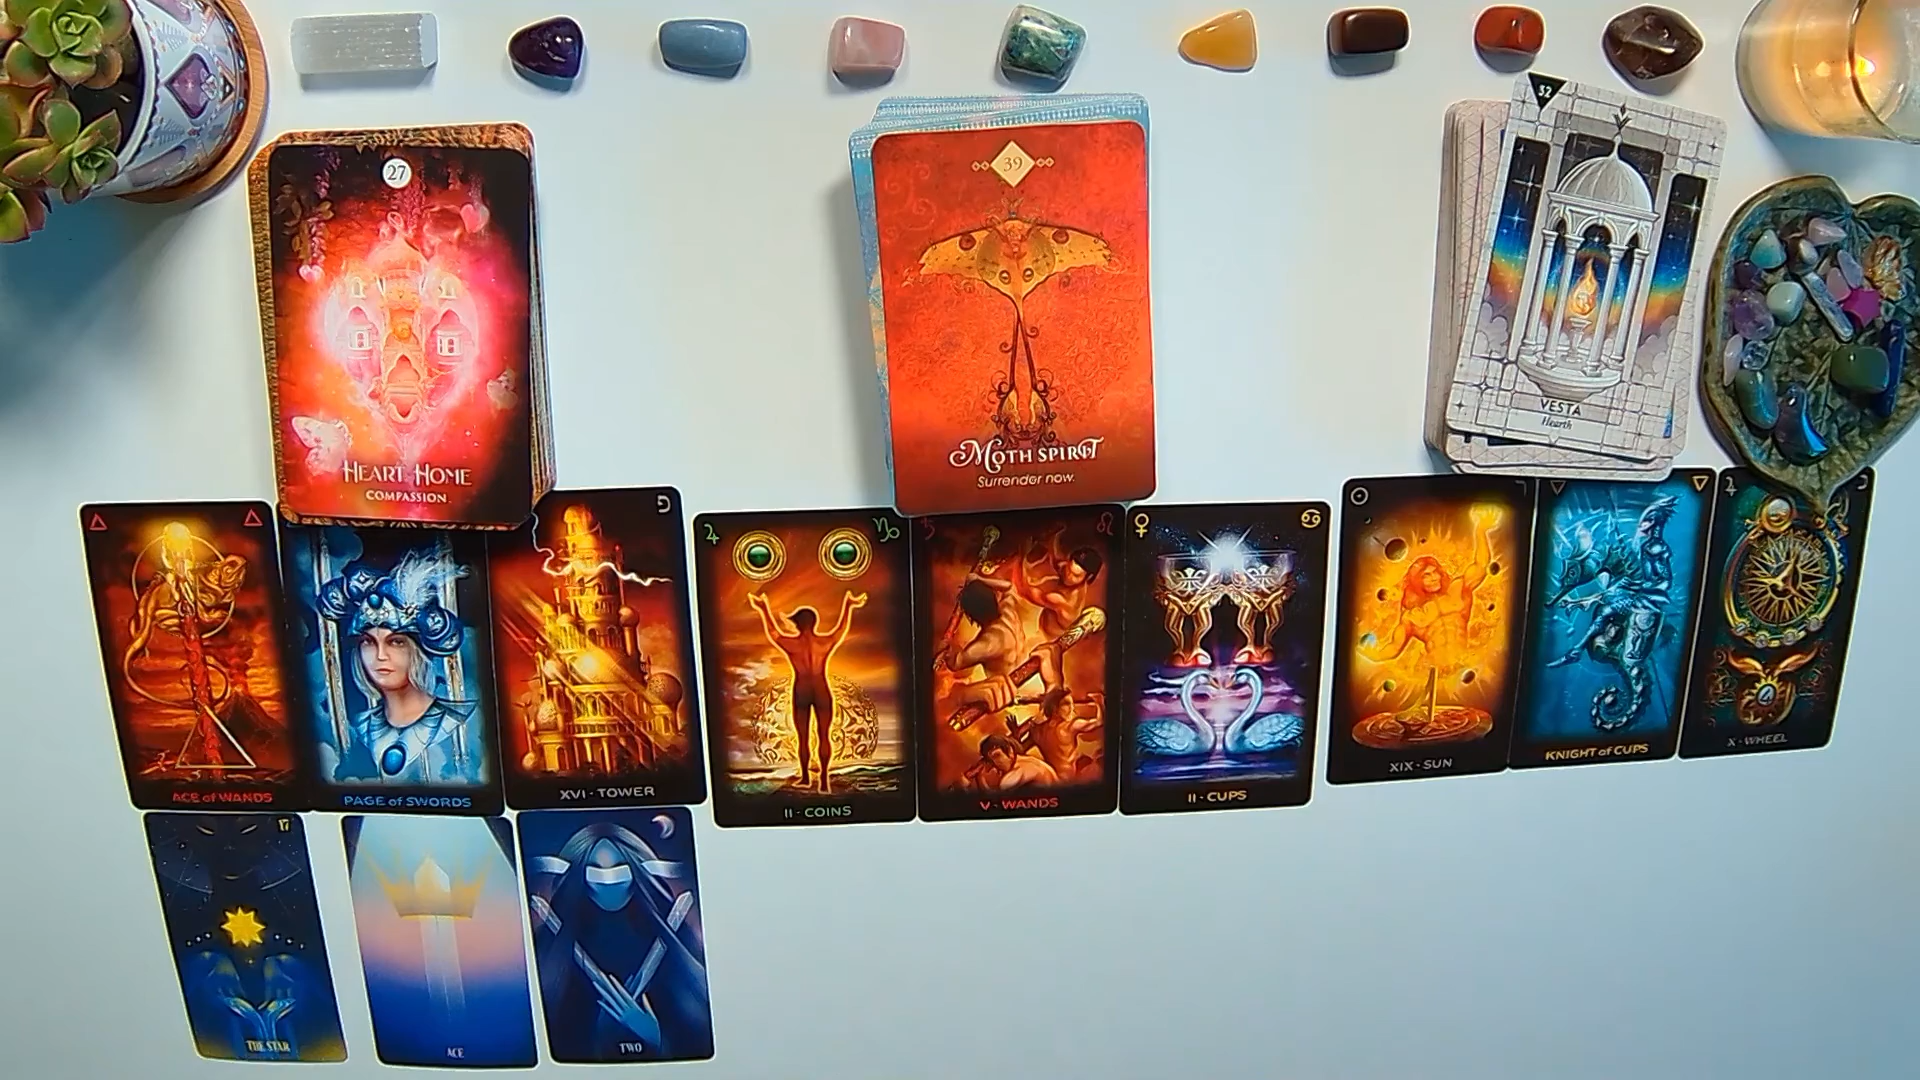 27
HEART HOME
COMPASSION
39
MOTH SPIRIT
Surrender now.
32
VESTA
Hearth
ACE of WANDS
PAGE of SWORDS
XVI · TOWER
II · COINS
V · WANDS
II · CUPS
XIX · SUN
KNIGHT of CUPS
X · WHEEL
17
THE STAR
ACE
TWO